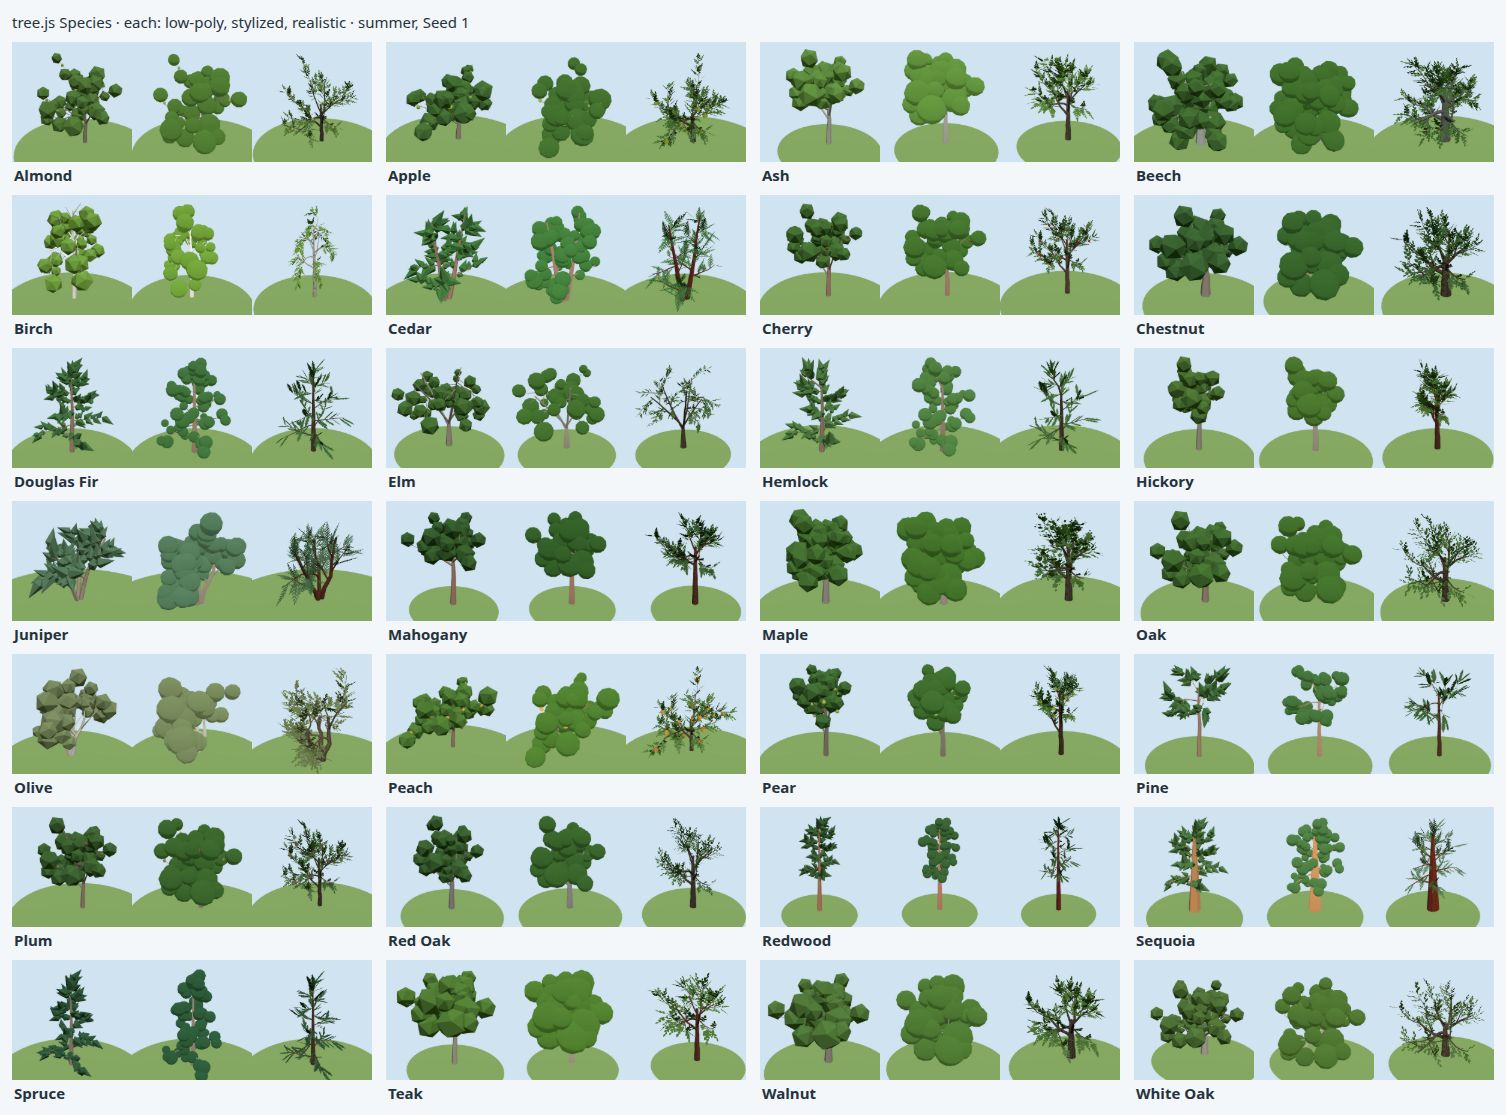 tree.js Species · each: low-poly, stylized, realistic · summer, Seed 1
Almond
Apple
Ash
Beech
Birch
Cedar
Cherry
Chestnut
Douglas Fir
Elm
Hemlock
Hickory
Juniper
Mahogany
Maple
Oak
Olive
Peach
Pear
Pine
Plum
Red Oak
Redwood
Sequoia
Spruce
Teak
Walnut
White Oak